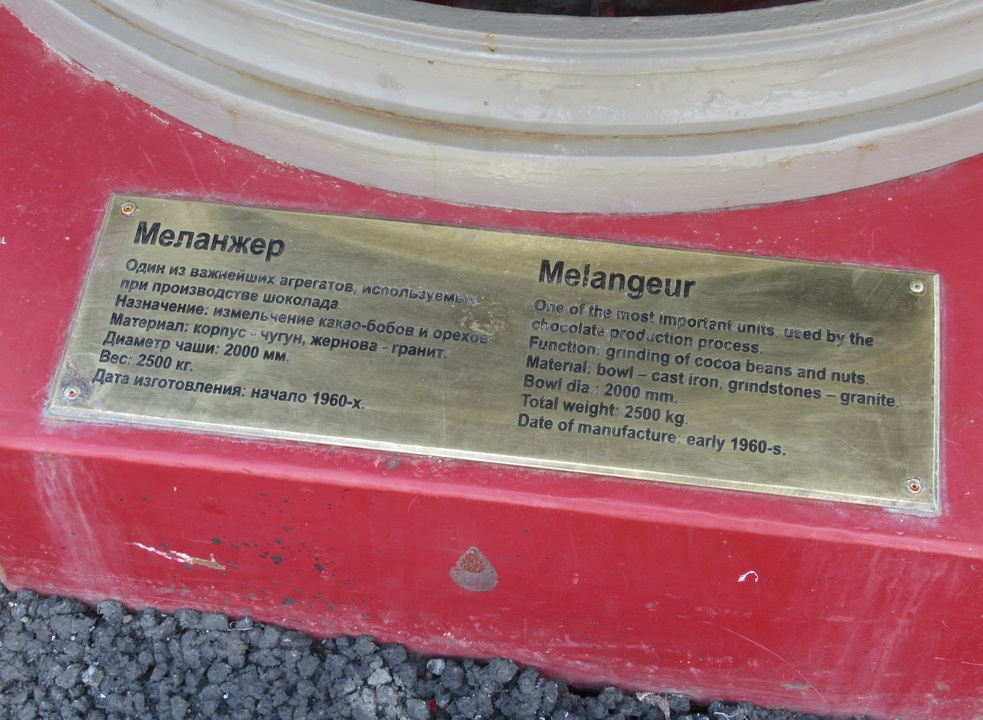 Меланжер
Один из важнейших агрегатов, используемых
при производстве шоколада.
Назначение: измельчение какао-бобов и орехов
Материал: корпус - чугун, жернова - гранит.
Диаметр чаши: 2000 мм.
Вес: 2500 кг.
Дата изготовления: начало 1960-х.
Melangeur
One of the most important units, used by the
chocolate production process.
Function: grinding of cocoa beans and nuts.
Material: bowl – cast iron, grindstones – granite.
Bowl dia.: 2000 mm.
Total weight: 2500 kg.
Date of manufacture: early 1960-s.